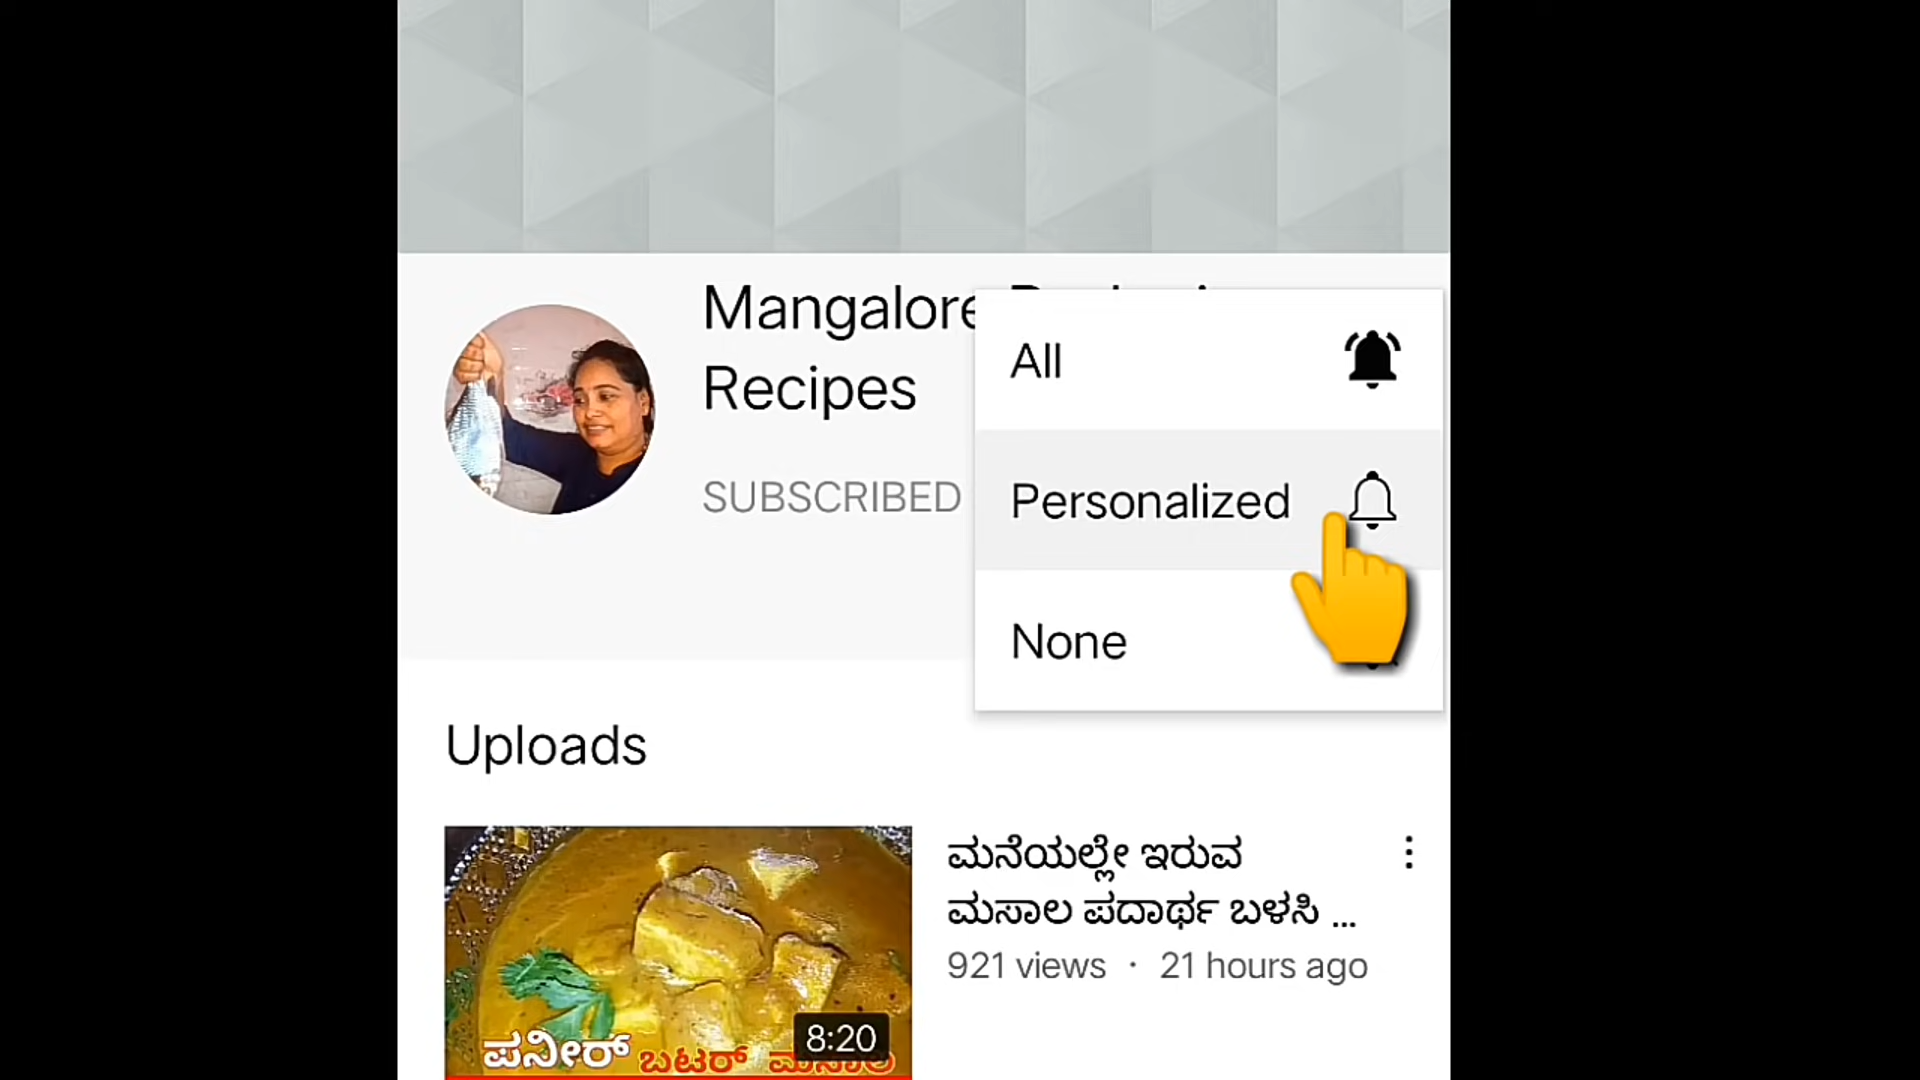 Mangalore
Recipes
SUBSCRIBED
All
Personalized
None
Uploads
ಮನೆಯಲ್ಲೇ ಇರುವ
ಮಸಾಲ ಪದಾರ್ಥ ಬಳಸಿ ...
921 views · 21 hours ago
ಪನೀರ್ ಬಟರ್ ಮಸಾಲ
8:20